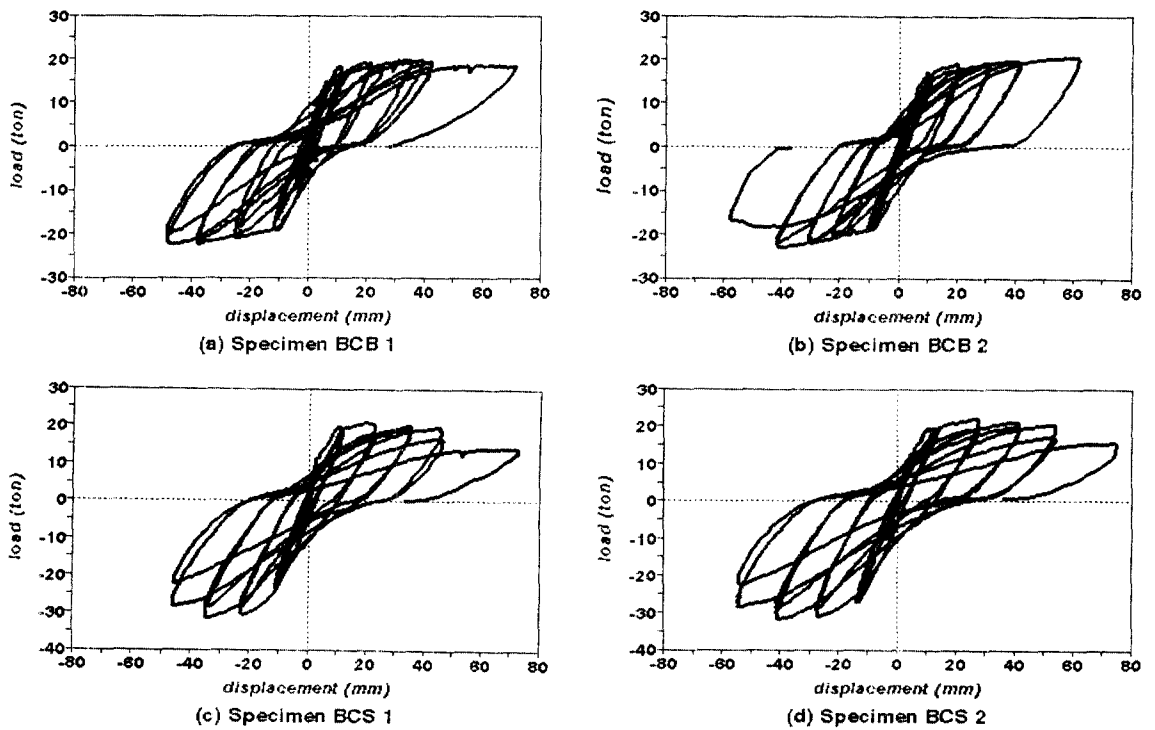 30
20
10
0
-10
-20
-30
load (ton)
-80 -60 -40 -20 0 20 40 60 80
displacement (mm)
(a) Specimen BCB 1
30
20
10
0
-10
-20
-30
load (ton)
-80 -60 -40 -20 0 20 40 60 80
displacement (mm)
(b) Specimen BCB 2
30
20
10
0
-10
-20
-30
-40
load (ton)
-80 -60 -40 -20 0 20 40 60 80
displacement (mm)
(c) Specimen BCS 1
30
20
10
0
-10
-20
-30
-40
load (ton)
-80 -60 -40 -20 0 20 40 60 80
displacement (mm)
(d) Specimen BCS 2